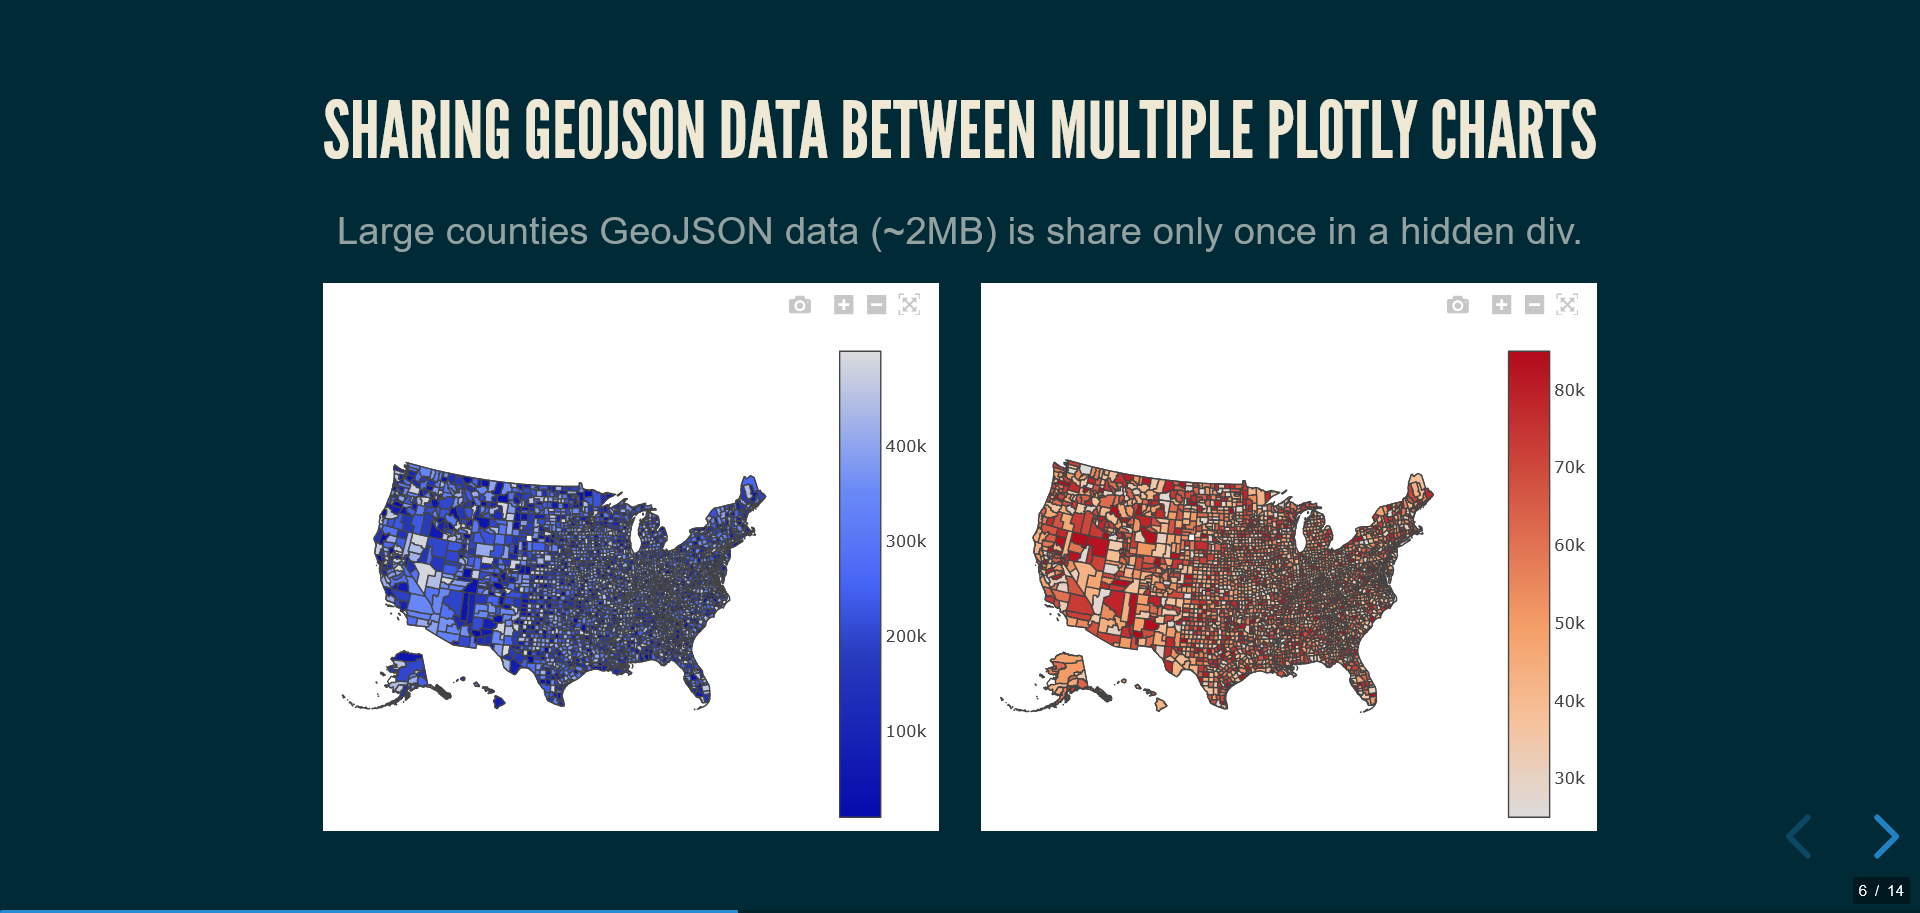 SHARING GEOJSON DATA BETWEEN MULTIPLE PLOTLY CHARTS
Large counties GeoJSON data (~2MB) is share only once in a hidden div.
400k
300k
200k
100k
80k
70k
60k
50k
40k
30k
6 / 14